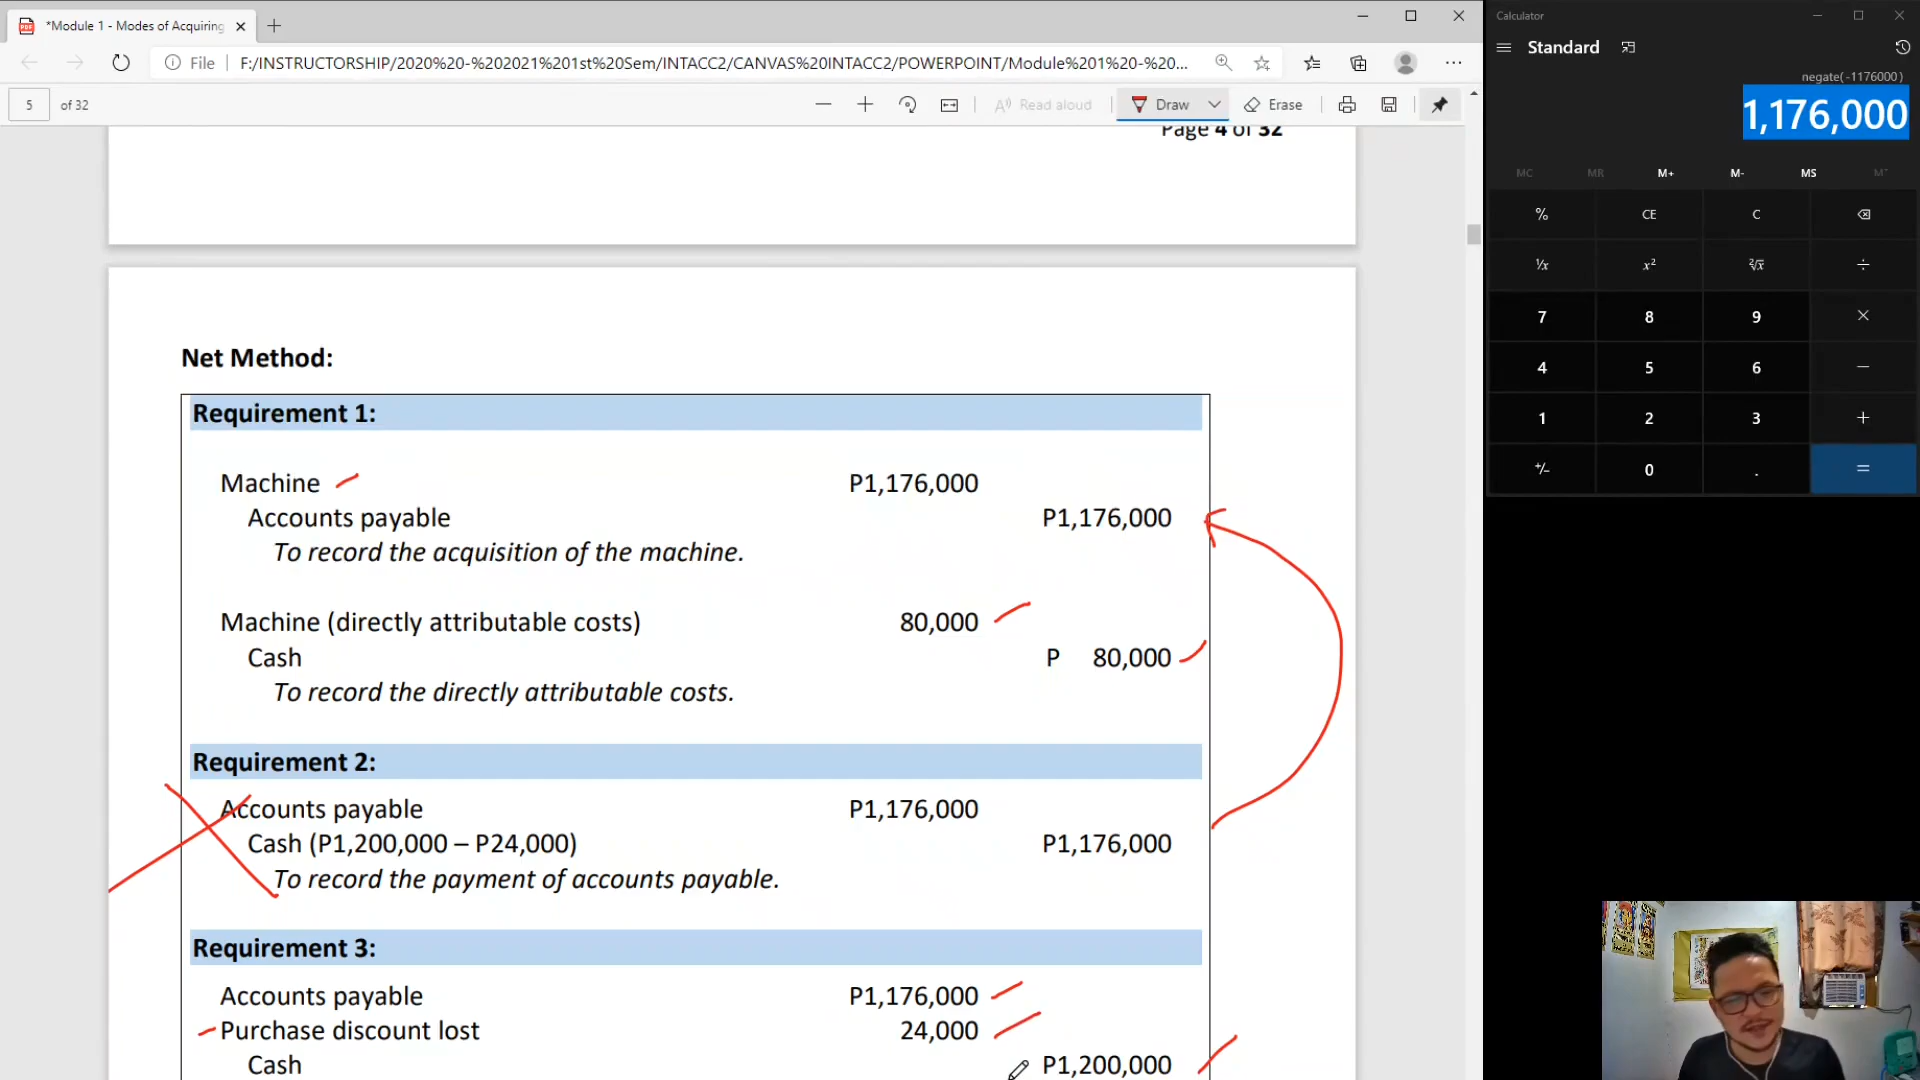 *Module 1 - Modes of Acquiring
File
F:/INSTRUCTORSHIP/2020%20-%202021%201st%20Sem/INTACC2/CANVAS%20INTACC2/POWERPOINT/Module%201%20-%20...
5 of 32
Read aloud
Draw
Erase
Page 4 of 32
Net Method:
Requirement 1:
Machine P1,176,000
Accounts payable P1,176,000
To record the acquisition of the machine.
Machine (directly attributable costs) 80,000
Cash P 80,000
To record the directly attributable costs.
Requirement 2:
Accounts payable P1,176,000
Cash (P1,200,000 – P24,000) P1,176,000
To record the payment of accounts payable.
Requirement 3:
Accounts payable P1,176,000
Purchase discount lost 24,000
Cash P1,200,000
Calculator
Standard
negate( -1176000 )
1,176,000
MC MR M+ M- MS M˅
% CE C
¹/x x² ²√x ÷
7 8 9 ×
4 5 6 −
1 2 3 +
+/- 0 . =